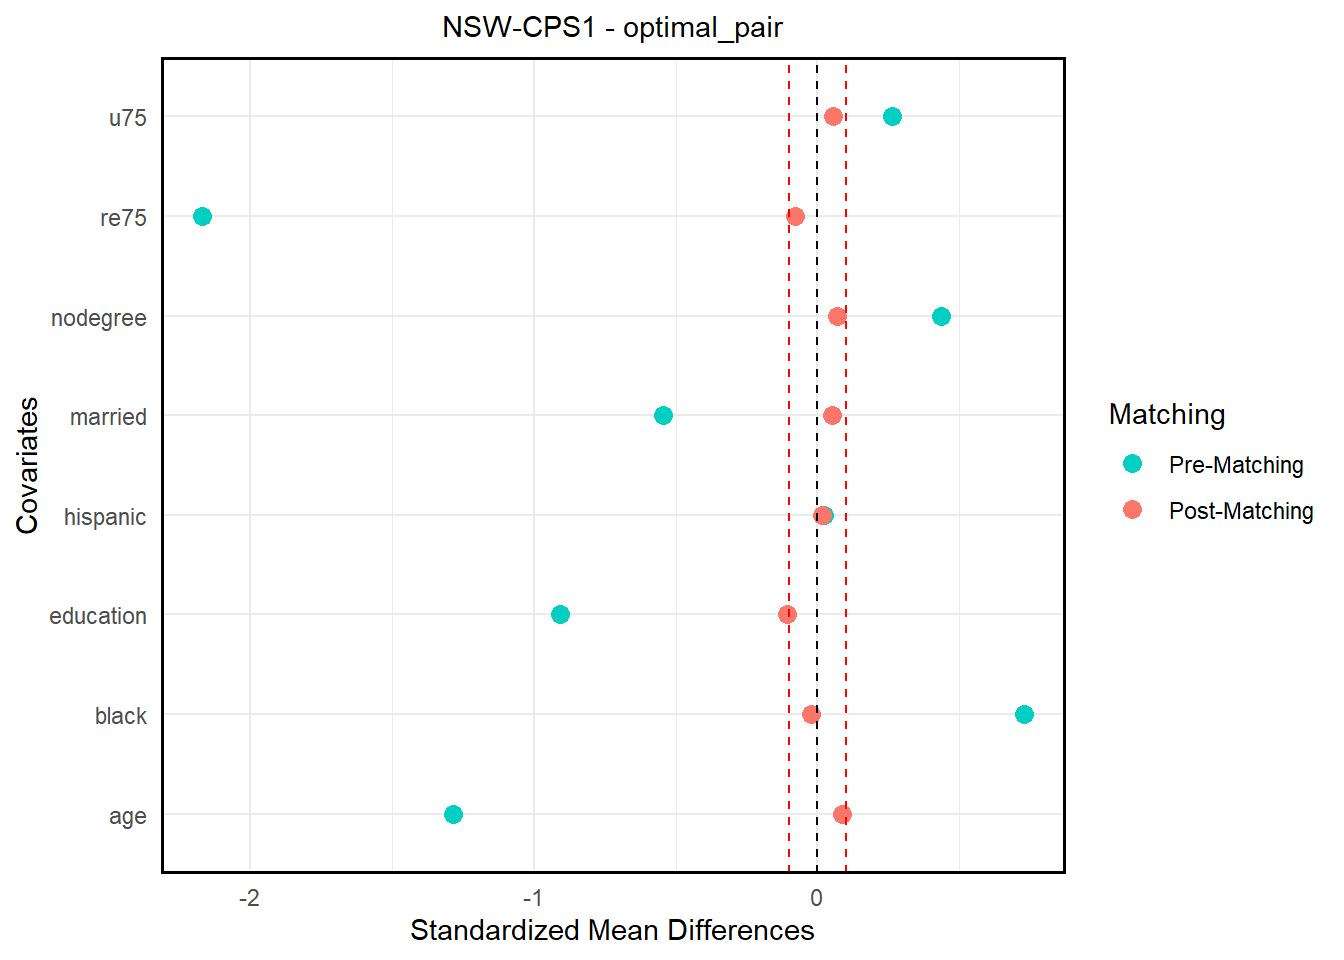 NSW-CPS1 - optimal_pair
u75
re75
nodegree
married
hispanic
education
black
age
Covariates
-2
-1
0
Standardized Mean Differences
Matching
Pre-Matching
Post-Matching